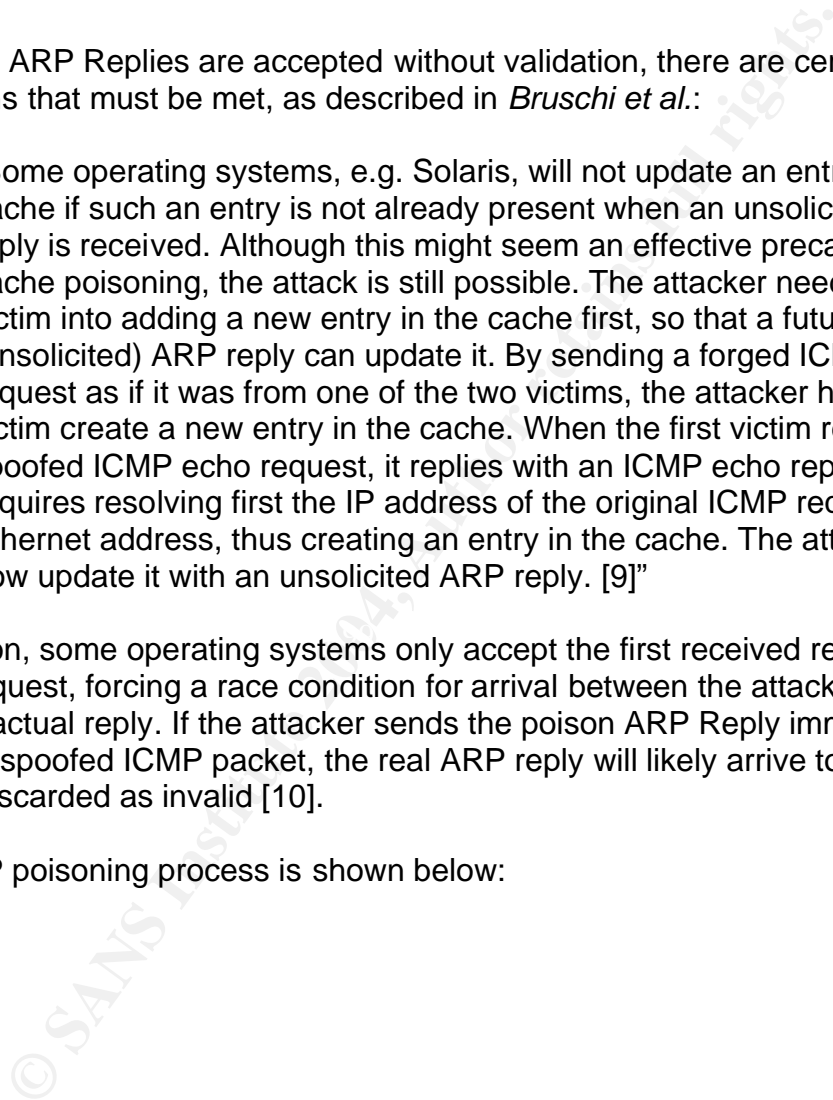 ARP Replies are accepted without validation, there are cer
s that must be met, as described in Bruschi et al.:
ome operating systems, e.g. Solaris, will not update an entr
ache if such an entry is not already present when an unsolic
ply is received. Although this might seem an effective preca
ache poisoning, the attack is still possible. The attacker need
ctim into adding a new entry in the cache first, so that a futu
nsolicited) ARP reply can update it. By sending a forged IC
quest as if it was from one of the two victims, the attacker h
ctim create a new entry in the cache. When the first victim re
poofed ICMP echo request, it replies with an ICMP echo rep
quires resolving first the IP address of the original ICMP rec
hernet address, thus creating an entry in the cache. The att
ow update it with an unsolicited ARP reply. [9]”
on, some operating systems only accept the first received re
quest, forcing a race condition for arrival between the attack
actual reply. If the attacker sends the poison ARP Reply imm
spoofed ICMP packet, the real ARP reply will likely arrive to
scarded as invalid [10].
P poisoning process is shown below:
© SANS Institute 2004, Author retains full rights.